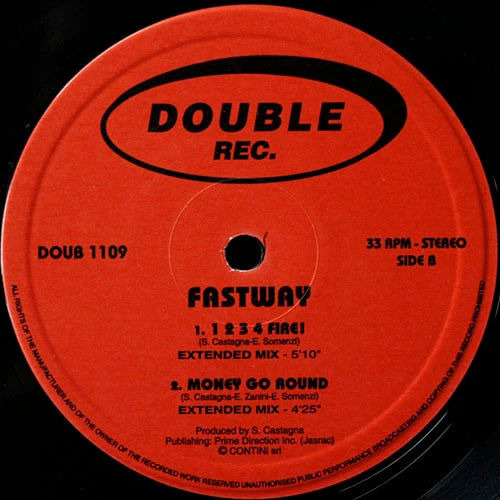 DOUBLE
REC.
DOUB 1109
33 RPM - STEREO
SIDE B
FASTWAY
1. 1 2 3 4 FIRE!
(S. Castagna-E. Somenzi)
EXTENDED MIX - 5'10"
2. MONEY GO ROUND
(S. Castagna-E. Zanini-E. Somenzi)
EXTENDED MIX - 4'25"
Produced by S. Castagna
Publishing: Prime Direction Inc. (Jasrac)
© CONTINI srl
ALL RIGHTS OF THE MANUFACTURER AND OF THE OWNER OF THE RECORDED WORK RESERVED UNAUTHORISED PUBLIC PERFORMANCE BROADCASTING AND COPYING OF THIS RECORD PROHIBITED